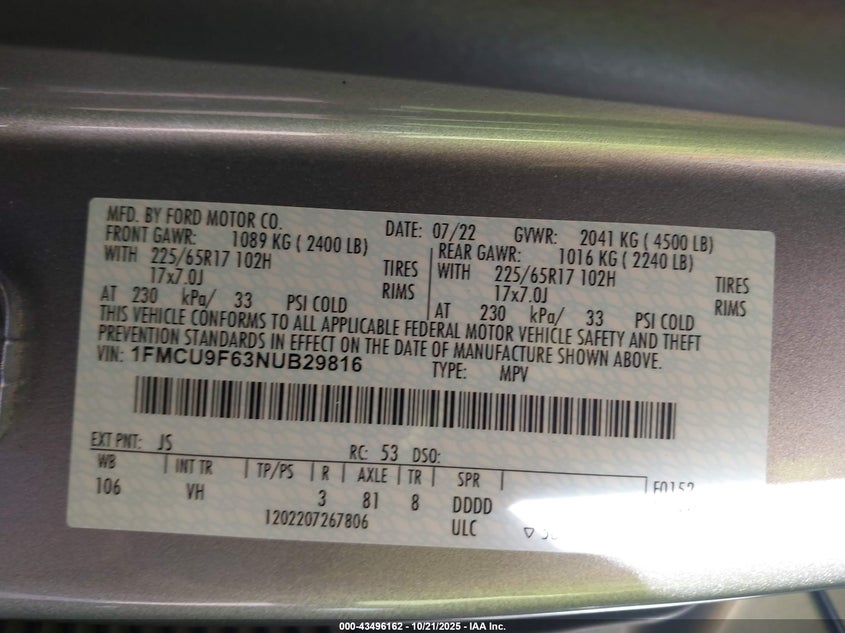 MFD. BY FORD MOTOR CO. DATE: 07/22 GVWR: 2041 KG ( 4500 LB)
FRONT GAWR: 1089 KG ( 2400 LB) REAR GAWR: 1016 KG ( 2240 LB)
WITH 225/65R17 102H TIRES WITH 225/65R17 102H TIRES
17x7.0J RIMS 17x7.0J RIMS
AT 230 kPa/ 33 PSI COLD AT 230 kPa/ 33 PSI COLD
THIS VEHICLE CONFORMS TO ALL APPLICABLE FEDERAL MOTOR VEHICLE SAFETY AND THEFT
PREVENTION STANDARDS IN EFFECT ON THE DATE OF MANUFACTURE SHOWN ABOVE.
VIN: 1FMCU9F63NUB29816 TYPE: MPV
EXT PNT: JS RC: 53 DSO:
WB INT TR TP/PS R AXLE TR SPR F0152
106 VH 3 81 8 DDDD
1202207267806 ULC
000-43496162 - 10/21/2025 - IAA Inc.